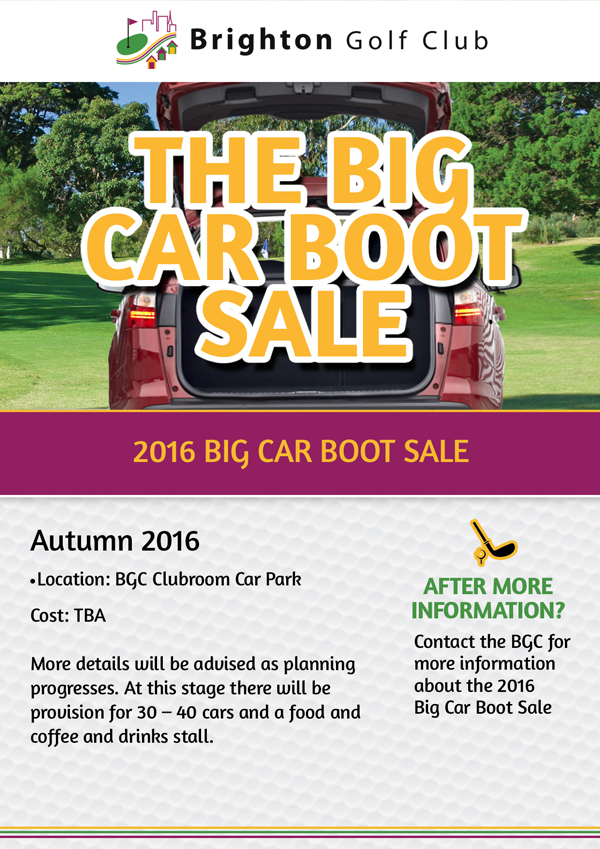 Brighton Golf Club
THE BIG
CAR BOOT
SALE
2016 BIG CAR BOOT SALE
Autumn 2016
•Location: BGC Clubroom Car Park
Cost: TBA
More details will be advised as planning
progresses. At this stage there will be
provision for 30 – 40 cars and a food and
coffee and drinks stall.
AFTER MORE
INFORMATION?
Contact the BGC for
more information
about the 2016
Big Car Boot Sale